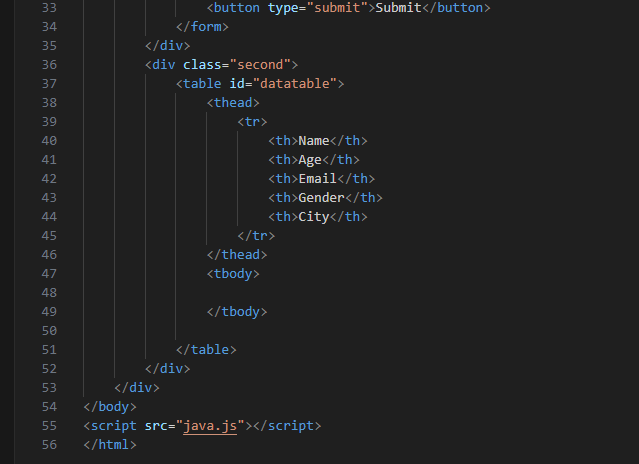 33 <button type="submit">Submit</button>
34 </form>
35 </div>
36 <div class="second">
37 <table id="datatable">
38 <thead>
39 <tr>
40 <th>Name</th>
41 <th>Age</th>
42 <th>Email</th>
43 <th>Gender</th>
44 <th>City</th>
45 </tr>
46 </thead>
47 <tbody>
48
49 </tbody>
50
51 </table>
52 </div>
53 </div>
54 </body>
55 <script src="java.js"></script>
56 </html>